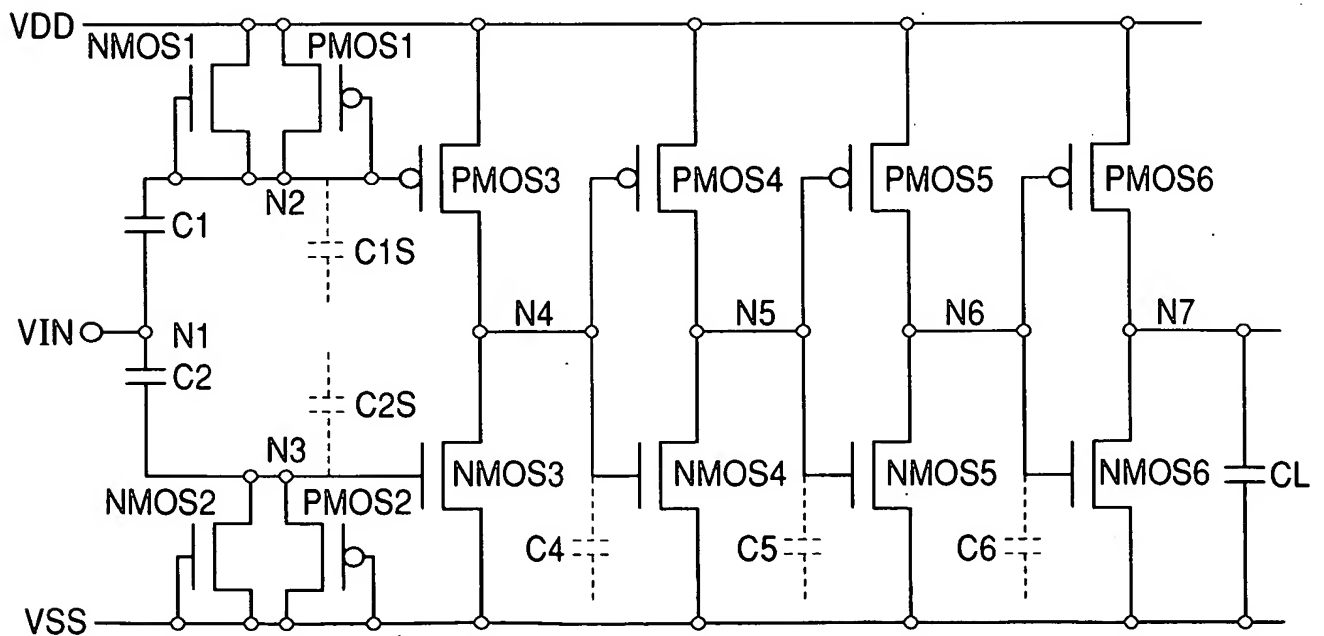 VDD
NMOS1
PMOS1
N2
PMOS3
PMOS4
PMOS5
PMOS6
C1
C1S
VIN
N1
N4
N5
N6
N7
C2
C2S
N3
NMOS2
PMOS2
NMOS3
NMOS4
NMOS5
NMOS6
CL
C4
C5
C6
VSS